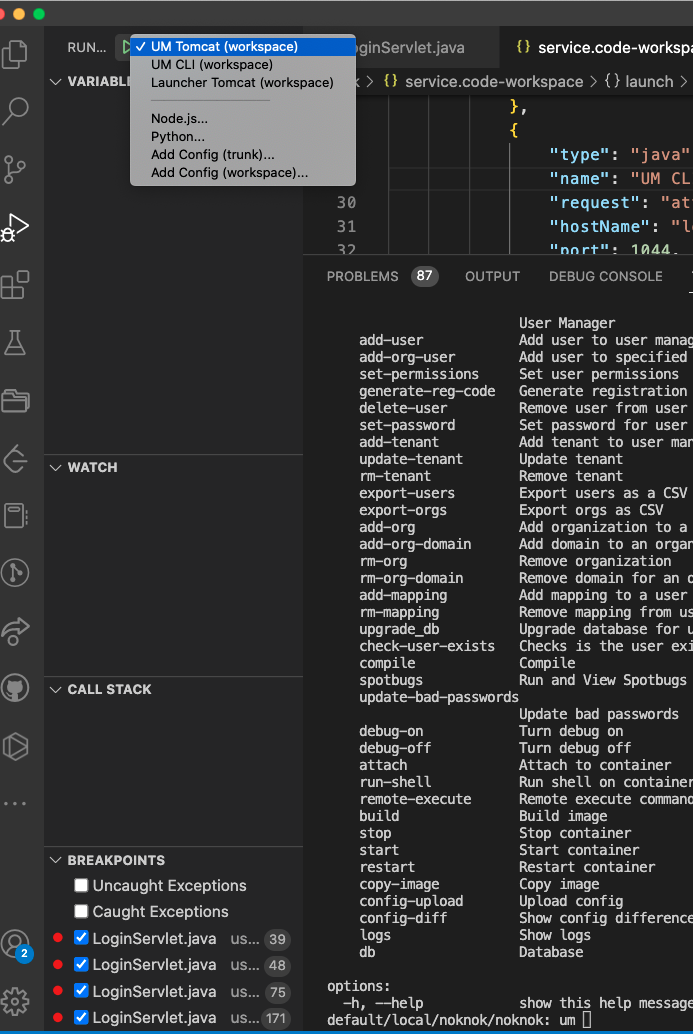 RUN...
UM Tomcat (workspace)
UM CLI (workspace)
Launcher Tomcat (workspace)
Node.js...
Python...
Add Config (trunk)...
Add Config (workspace)...
oginServlet.java
{} service.code-workspa
k > {} service.code-workspace > {} launch >
},
{
"type": "java"
"name": "UM CL
30 "request": "at
31 "hostName": "l
32 "port": 1044,
VARIABL
WATCH
CALL STACK
BREAKPOINTS
Uncaught Exceptions
Caught Exceptions
LoginServlet.java us... 39
LoginServlet.java us... 48
LoginServlet.java us... 75
LoginServlet.java us... 171
2
PROBLEMS 87 OUTPUT DEBUG CONSOLE
User Manager
add-user Add user to user manag
add-org-user Add user to specified
set-permissions Set user permissions
generate-reg-code Generate registration
delete-user Remove user from user
set-password Set password for user
add-tenant Add tenant to user man
update-tenant Update tenant
rm-tenant Remove tenant
export-users Export users as a CSV
export-orgs Export orgs as CSV
add-org Add organization to a
add-org-domain Add domain to an organ
rm-org Remove organization
rm-org-domain Remove domain for an o
add-mapping Add mapping to a user
rm-mapping Remove mapping from us
upgrade_db Upgrade database for u
check-user-exists Checks is the user exi
compile Compile
spotbugs Run and View Spotbugs
update-bad-passwords
Update bad passwords
debug-on Turn debug on
debug-off Turn debug off
attach Attach to container
run-shell Run shell on container
remote-execute Remote execute command
build Build image
stop Stop container
start Start container
restart Restart container
copy-image Copy image
config-upload Upload config
config-diff Show config difference
logs Show logs
db Database
options:
-h, --help show this help message
default/local/noknok/noknok: um